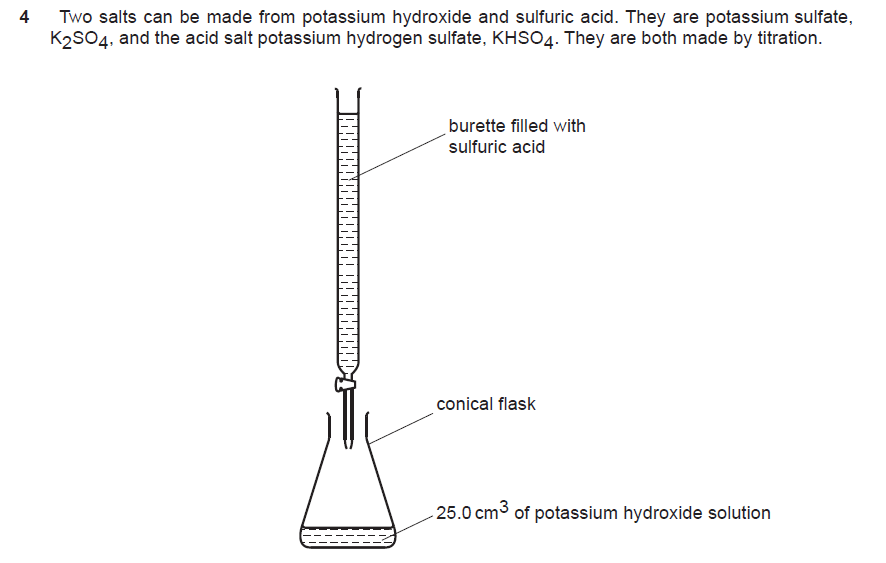 4 Two salts can be made from potassium hydroxide and sulfuric acid. They are potassium sulfate,
K₂SO₄, and the acid salt potassium hydrogen sulfate, KHSO₄. They are both made by titration.
burette filled with
sulfuric acid
conical flask
25.0 cm³ of potassium hydroxide solution